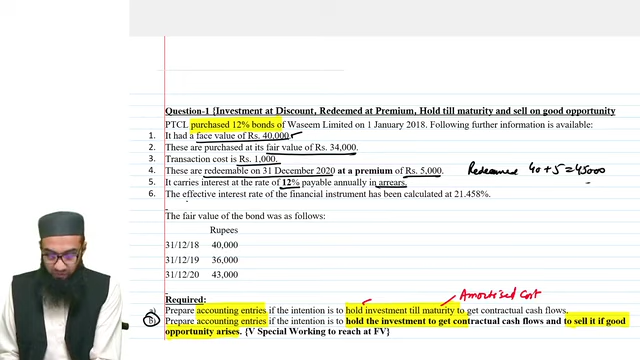 Question-1 {Investment at Discount, Redeemed at Premium, Hold till maturity and sell on good opportunity
PTCL purchased 12% bonds of Waseem Limited on 1 January 2018. Following further information is available:
1. It had a face value of Rs. 40,000
2. These are purchased at its fair value of Rs. 34,000.
3. Transaction cost is Rs. 1,000.
4. These are redeemable on 31 December 2020 at a premium of Rs. 5,000. Redeemed 40+5=45000
5. It carries interest at the rate of 12% payable annually in arrears.
6. The effective interest rate of the financial instrument has been calculated at 21.458%.
The fair value of the bond was as follows:
Rupees
31/12/18 40,000
31/12/19 36,000
31/12/20 43,000
Amortised Cost
Required:
a) Prepare accounting entries if the intention is to hold investment till maturity to get contractual cash flows.
b) Prepare accounting entries if the intention is to hold the investment to get contractual cash flows and to sell it if good
opportunity arises. {V Special Working to reach at FV}